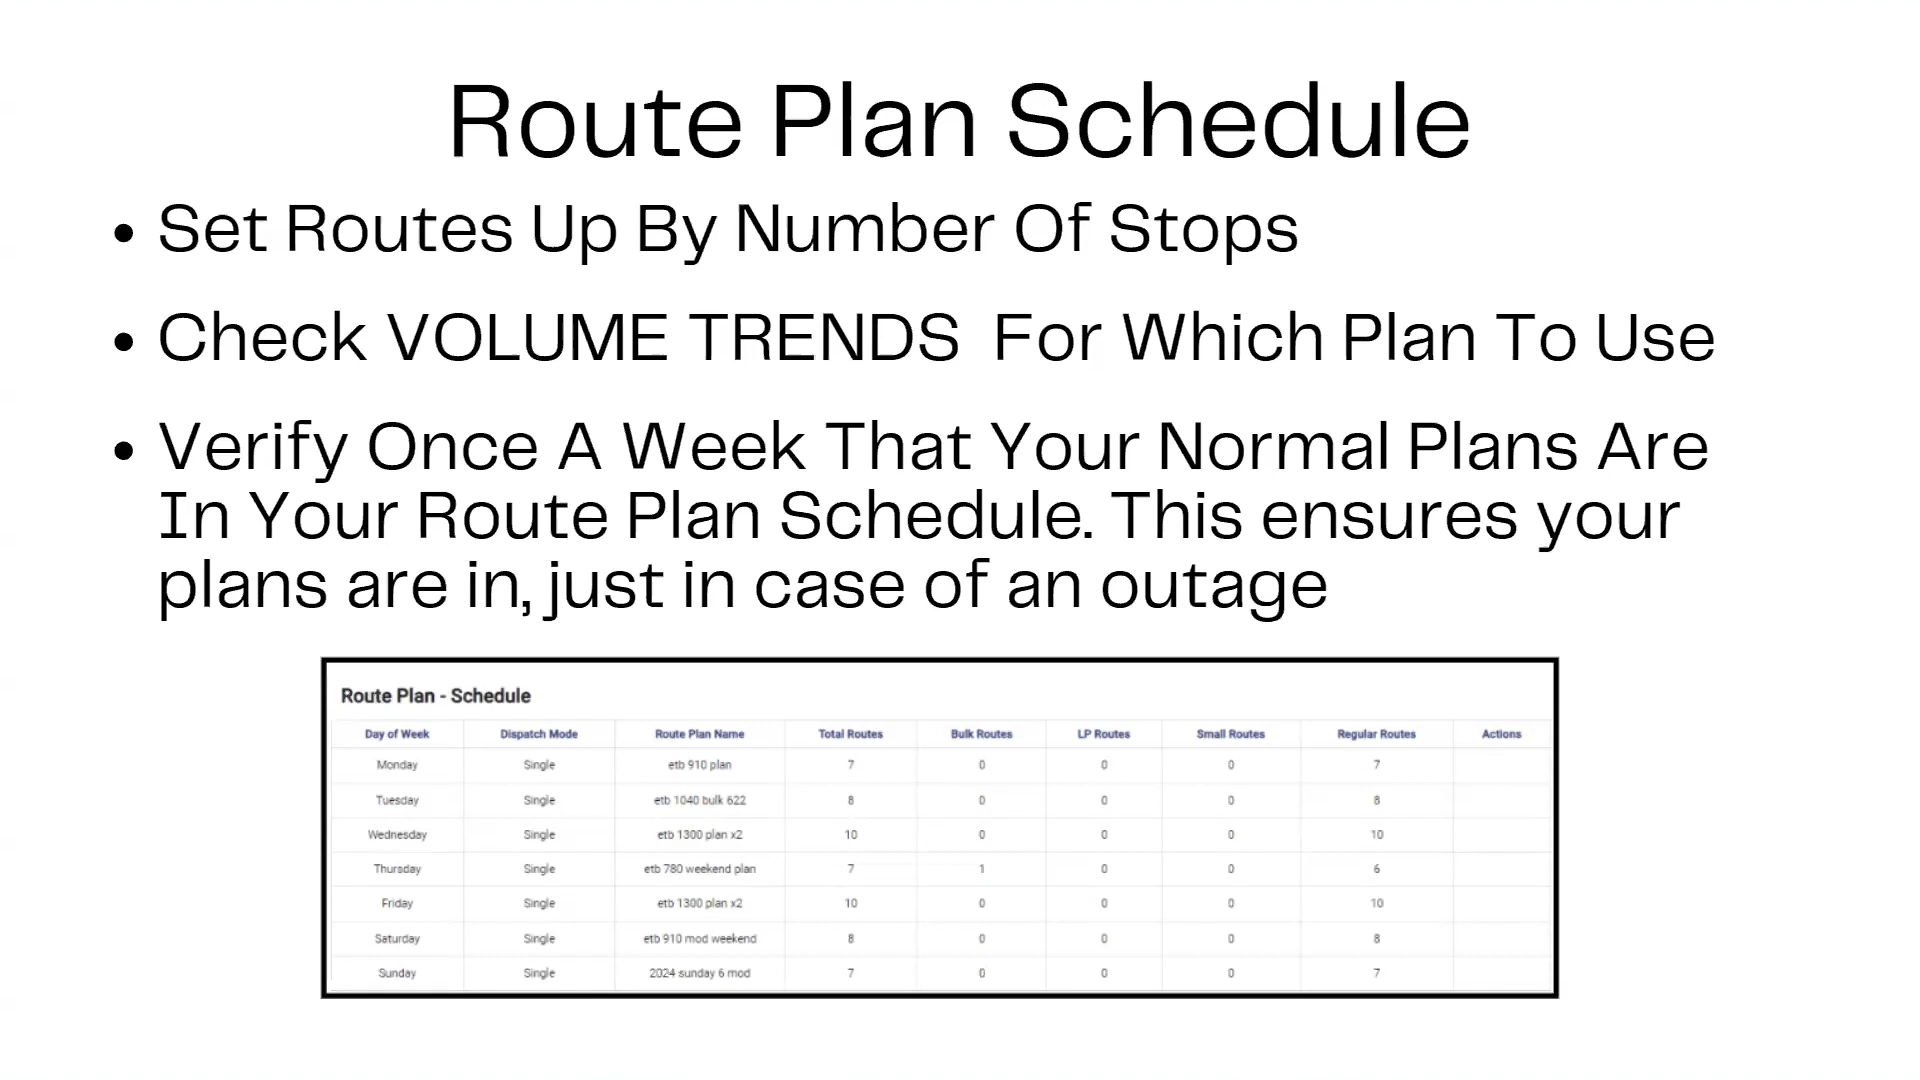 Route Plan Schedule
• Set Routes Up By Number Of Stops
• Check VOLUME TRENDS  For Which Plan To Use
• Verify Once A Week That Your Normal Plans Are
In Your Route Plan Schedule. This ensures your
plans are in, just in case of an outage
Route Plan - Schedule
Day of Week Dispatch Mode Route Plan Name Total Routes Bulk Routes LP Routes Small Routes Regular Routes Actions
Monday Single etb 910 plan 7 0 0 0 7
Tuesday Single etb 1040 bulk 622 8 0 0 0 8
Wednesday Single etb 1300 plan x2 10 0 0 0 10
Thursday Single etb 780 weekend plan 7 1 0 0 6
Friday Single etb 1300 plan x2 10 0 0 0 10
Saturday Single etb 910 mod weekend 8 0 0 0 8
Sunday Single 2024 sunday 6 mod 7 0 0 0 7